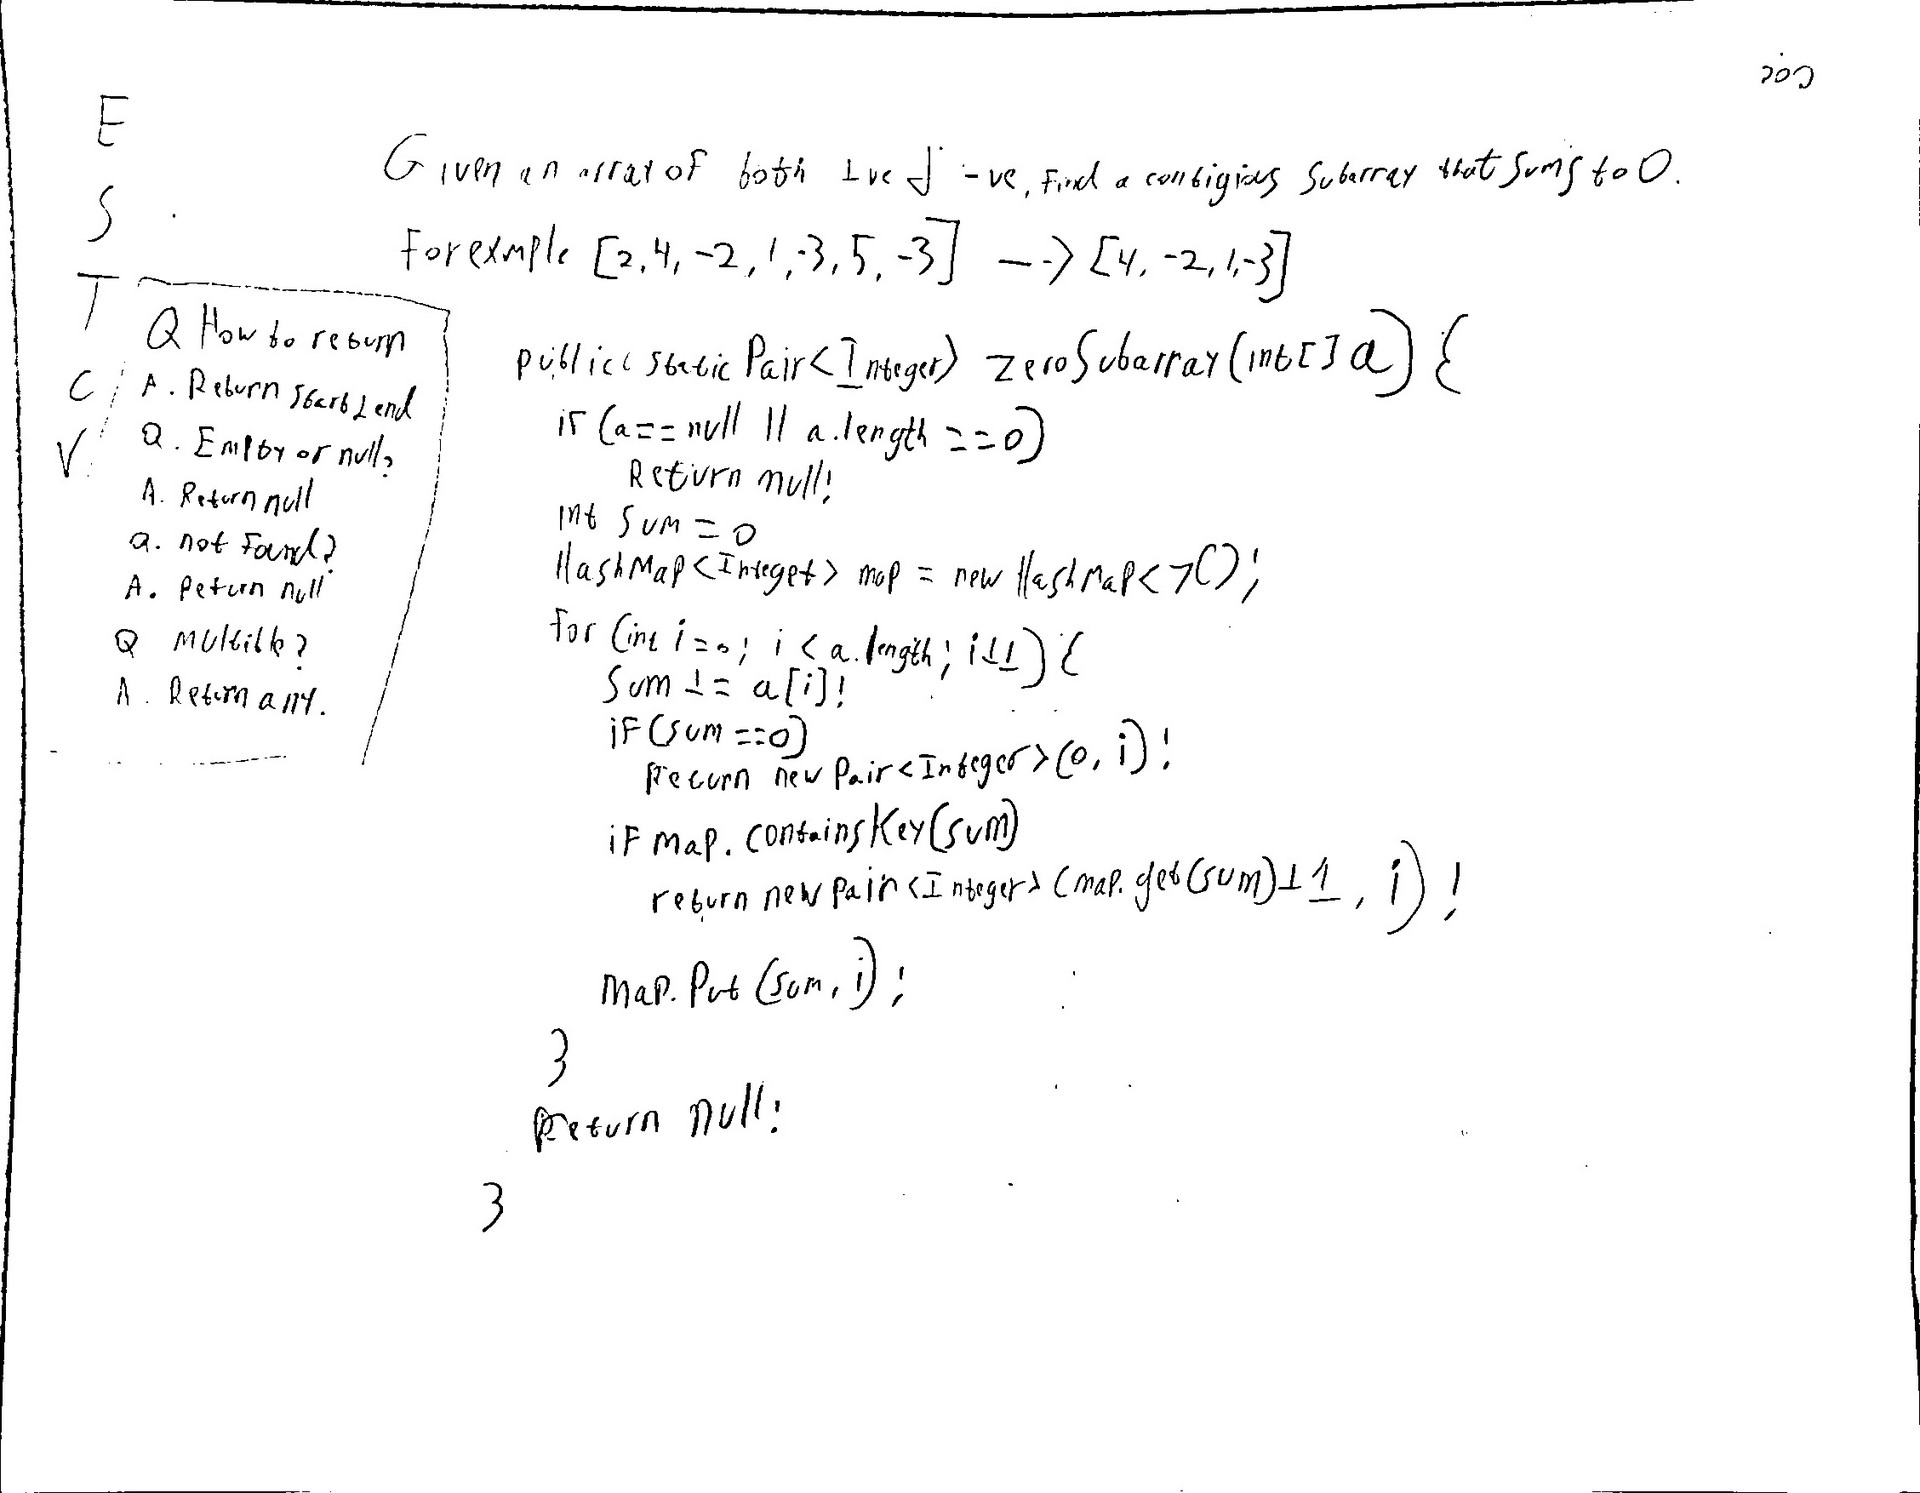 202
E
S
T
C
V
Given an array of both +ve & -ve, Find a contigious Subarray that Sums to 0.
For exmple [2,4,-2,1,-3,5,-3] --> [4,-2,1,-3]
Q How to return
A. Return start & end
Q. Empty or null?
A. Return null
Q. not Found?
A. Return null
Q Multible?
A. Return any.
public static Pair<Integer> zeroSubarray(int[] a) {
if (a == null || a.length == 0)
Return null;
int sum = 0
HashMap<Integer> map = new HashMap<>();
For (int i=0; i < a.length; i++) {
Sum += a[i];
iF (sum == 0)
Return new Pair<Integer>(0, i);
iF map.containsKey(sum)
return new Pair<Integer>(map.get(sum)+1, i);
map.Put(sum, i);
}
Return null;
}